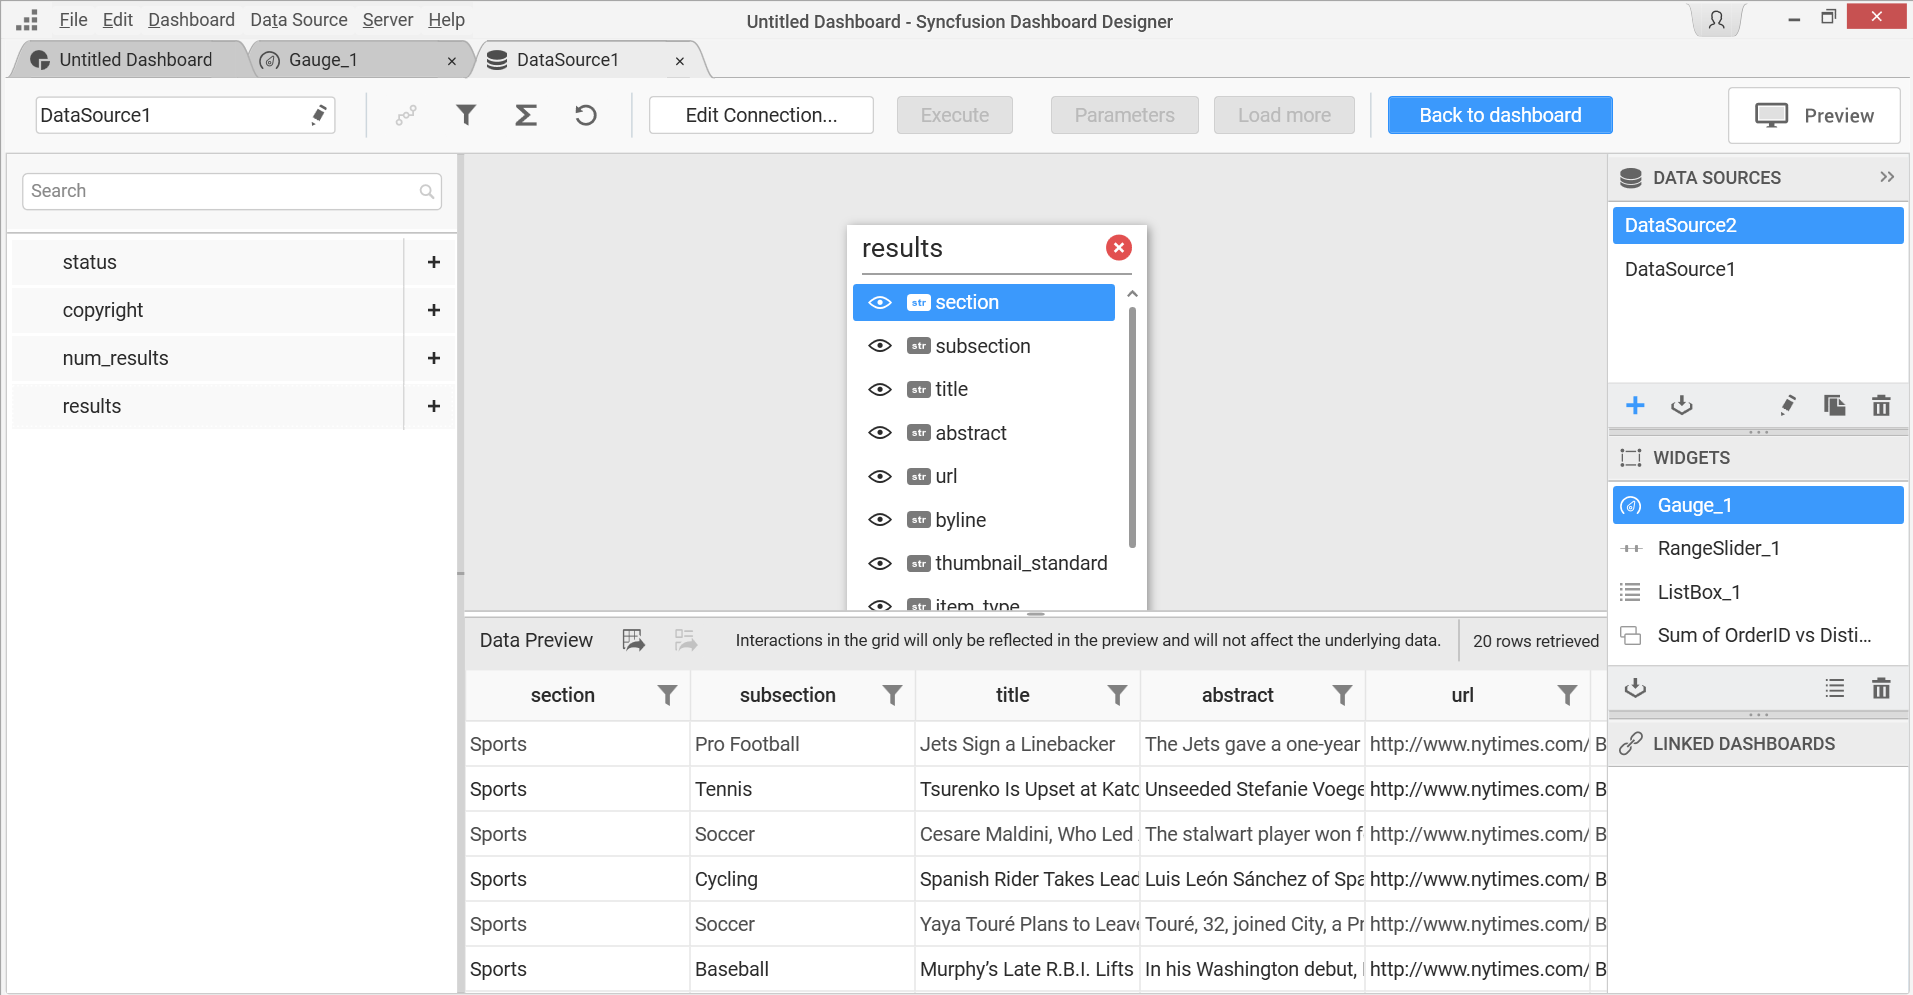 File Edit Dashboard Data Source Server Help
Untitled Dashboard - Syncfusion Dashboard Designer
Untitled Dashboard
Gauge_1
DataSource1
DataSource1
Edit Connection...
Execute
Parameters
Load more
Back to dashboard
Preview
Search
status
copyright
num_results
results
results
str section
str subsection
str title
str abstract
str url
str byline
str thumbnail_standard
str item_type
DATA SOURCES
DataSource2
DataSource1
WIDGETS
Gauge_1
RangeSlider_1
ListBox_1
Sum of OrderID vs Disti...
LINKED DASHBOARDS
Data Preview
Interactions in the grid will only be reflected in the preview and will not affect the underlying data.
20 rows retrieved
section subsection title abstract url
Sports Pro Football Jets Sign a Linebacker The Jets gave a one-year http://www.nytimes.com/ B
Sports Tennis Tsurenko Is Upset at Katc Unseeded Stefanie Voege http://www.nytimes.com/ B
Sports Soccer Cesare Maldini, Who Led The stalwart player won f http://www.nytimes.com/ B
Sports Cycling Spanish Rider Takes Lead Luis León Sánchez of Spa http://www.nytimes.com/ B
Sports Soccer Yaya Touré Plans to Leave Touré, 32, joined City, a Pr http://www.nytimes.com/ B
Sports Baseball Murphy’s Late R.B.I. Lifts In his Washington debut, http://www.nytimes.com/ B